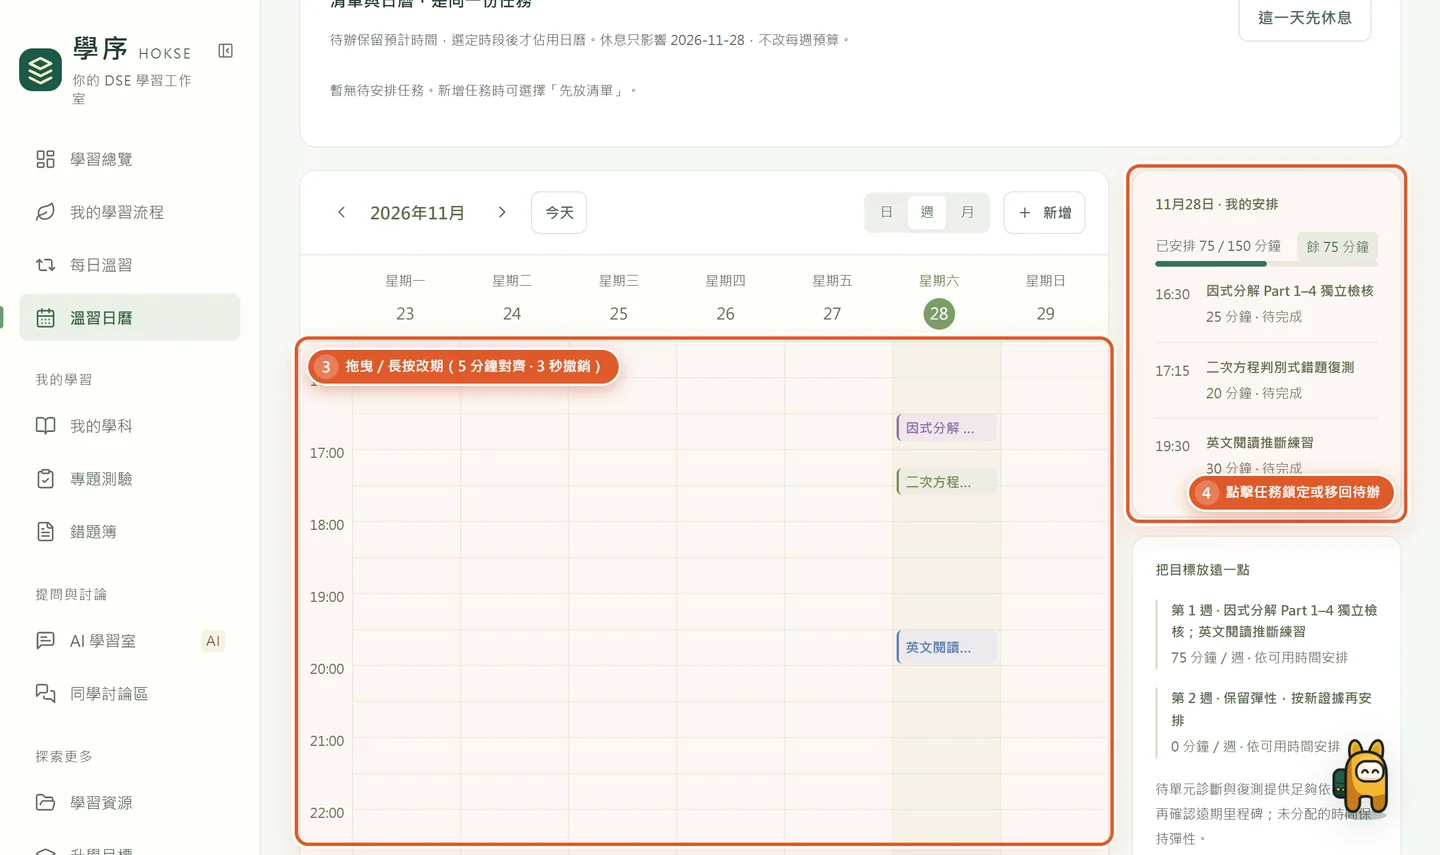 學序 HOKSE
你的 DSE 學習工作
室
學習總覽
我的學習流程
每日溫習
溫習日曆
我的學習
我的學科
專題測驗
錯題簿
提問與討論
AI 學習室
AI
同學討論區
探索更多
學習資源
升學目標
清單與日曆，是同一份任務
待辦保留預計時間，選定時段後才佔用日曆。休息只影響 2026-11-28，不改每週預算。
這一天先休息
暫無待安排任務。新增任務時可選擇「先放清單」。
2026年11月
今天
日
週
月
+ 新增
星期一
星期二
星期三
星期四
星期五
星期六
星期日
23
24
25
26
27
28
29
3 拖曳 / 長按改期（5 分鐘對齊 · 3 秒撤銷）
因式分解 ...
17:00
二次方程...
18:00
19:00
英文閱讀...
20:00
21:00
22:00
11月28日 · 我的安排
已安排 75 / 150 分鐘
餘 75 分鐘
16:30
因式分解 Part 1–4 獨立檢核
25 分鐘 · 待完成
17:15
二次方程判別式錯題復測
20 分鐘 · 待完成
19:30
英文閱讀推斷練習
30 分鐘 · 待完成
4 點擊任務鎖定或移回待辦
把目標放遠一點
第 1 週 · 因式分解 Part 1–4 獨立檢
核；英文閱讀推斷練習
75 分鐘 / 週 · 依可用時間安排
第 2 週 · 保留彈性，按新證據再安
排
0 分鐘 / 週 · 依可用時間安排
待單元診斷與復測提供足夠依
再確認遠期里程碑；未分配的時間保
持彈性。